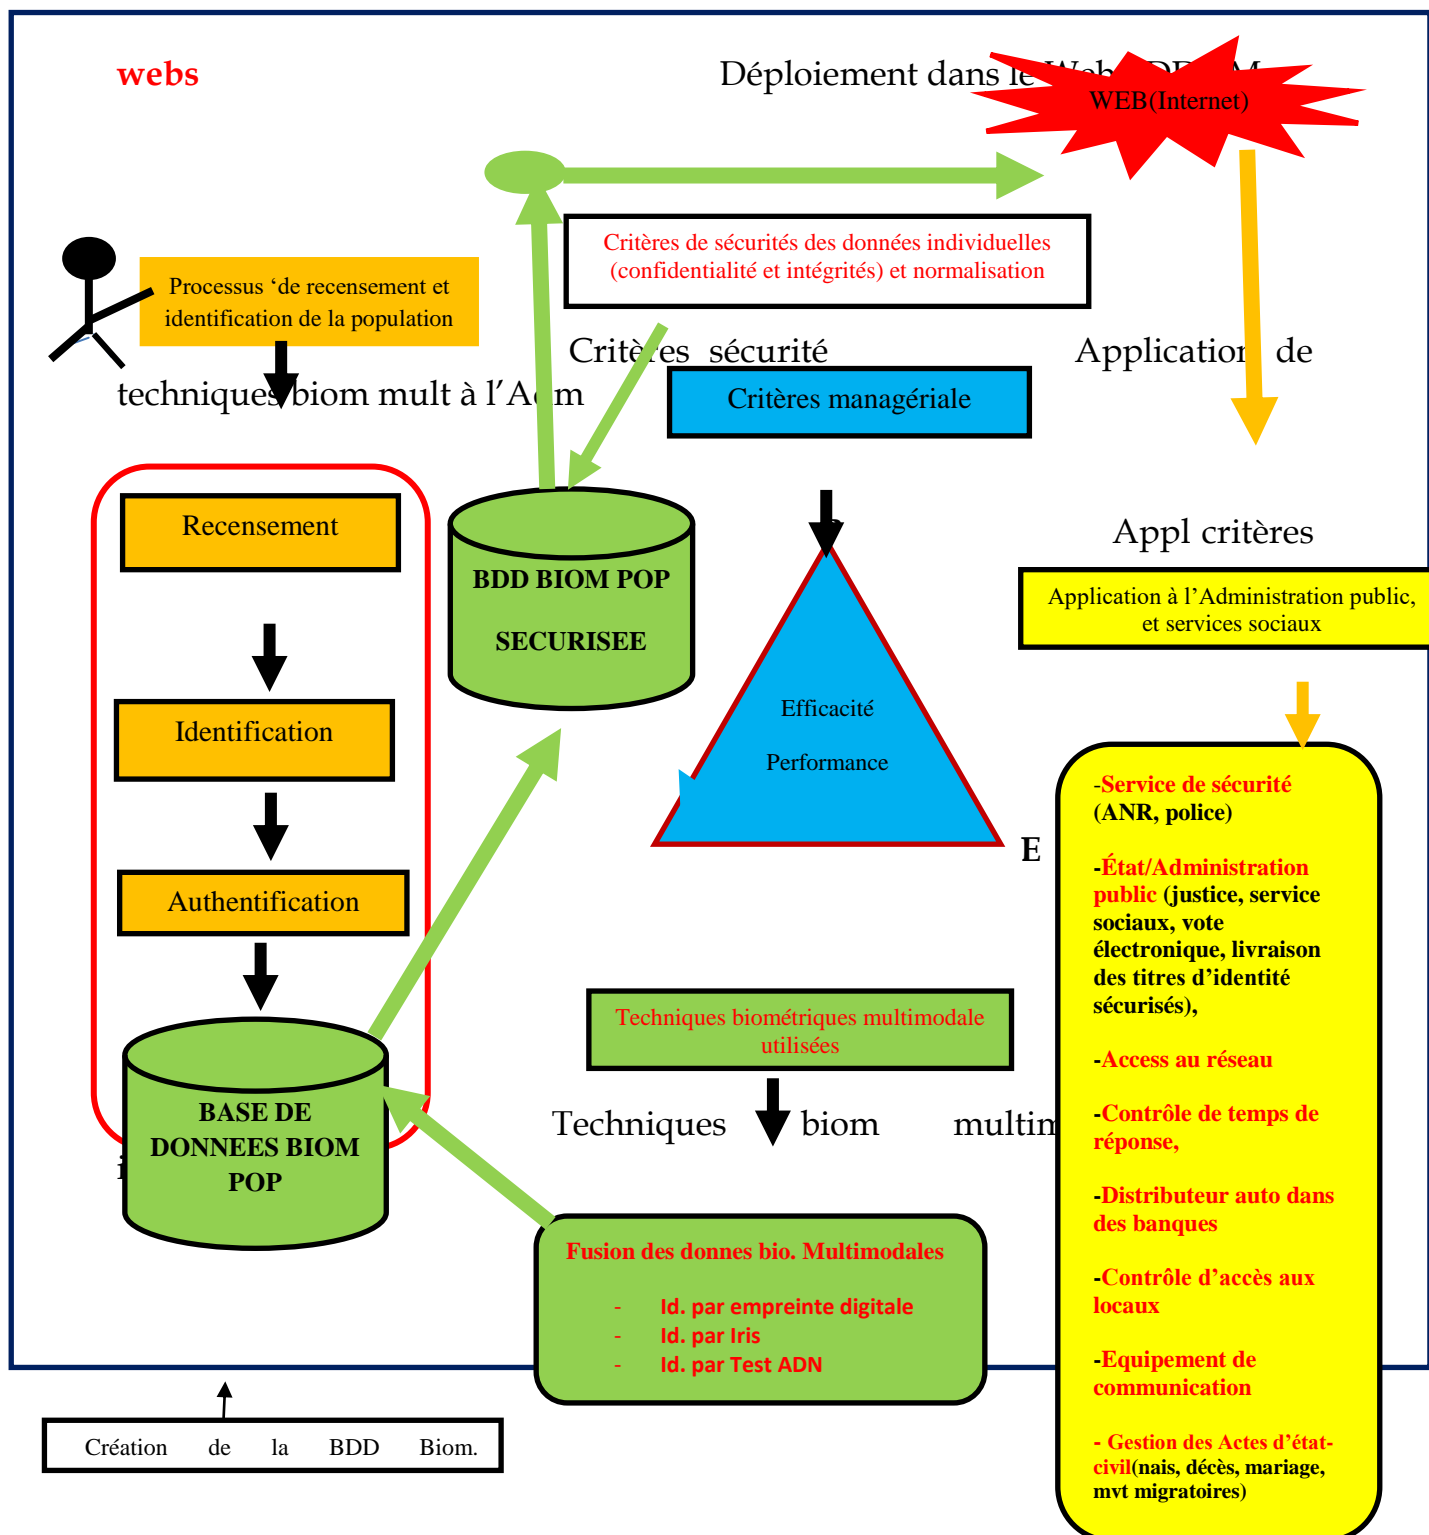 webs
Déploiement dans le
WEB(Internet)
Critères de sécurités des données individuelles
(confidentialité et intégrités) et normalisation
Processus ‘de recensement et
identification de la population
Critères sécurité
Application de
techniques biom mult à l’Adm
Critères managériale
Recensement
BDD BIOM POP
SECURISEE
Appl critères
Application à l’Administration public,
et services sociaux
Identification
Efficacité
Performance
E
Authentification
-Service de sécurité
(ANR, police)
-État/Administration
public (justice, service
sociaux, vote
électronique, livraison
des titres d’identité
sécurisés),
-Access au réseau
-Contrôle de temps de
réponse,
-Distributeur auto dans
des banques
-Contrôle d’accès aux
locaux
-Equipement de
communication
- Gestion des Actes d’état-
civil(nais, décès, mariage,
mvt migratoires)
Techniques biométriques multimodale
utilisées
Techniques biom
BASE DE
DONNEES BIOM
POP
Fusion des donnes bio. Multimodales
- Id. par empreinte digitale
- Id. par Iris
- Id. par Test ADN
Création de la BDD Biom.